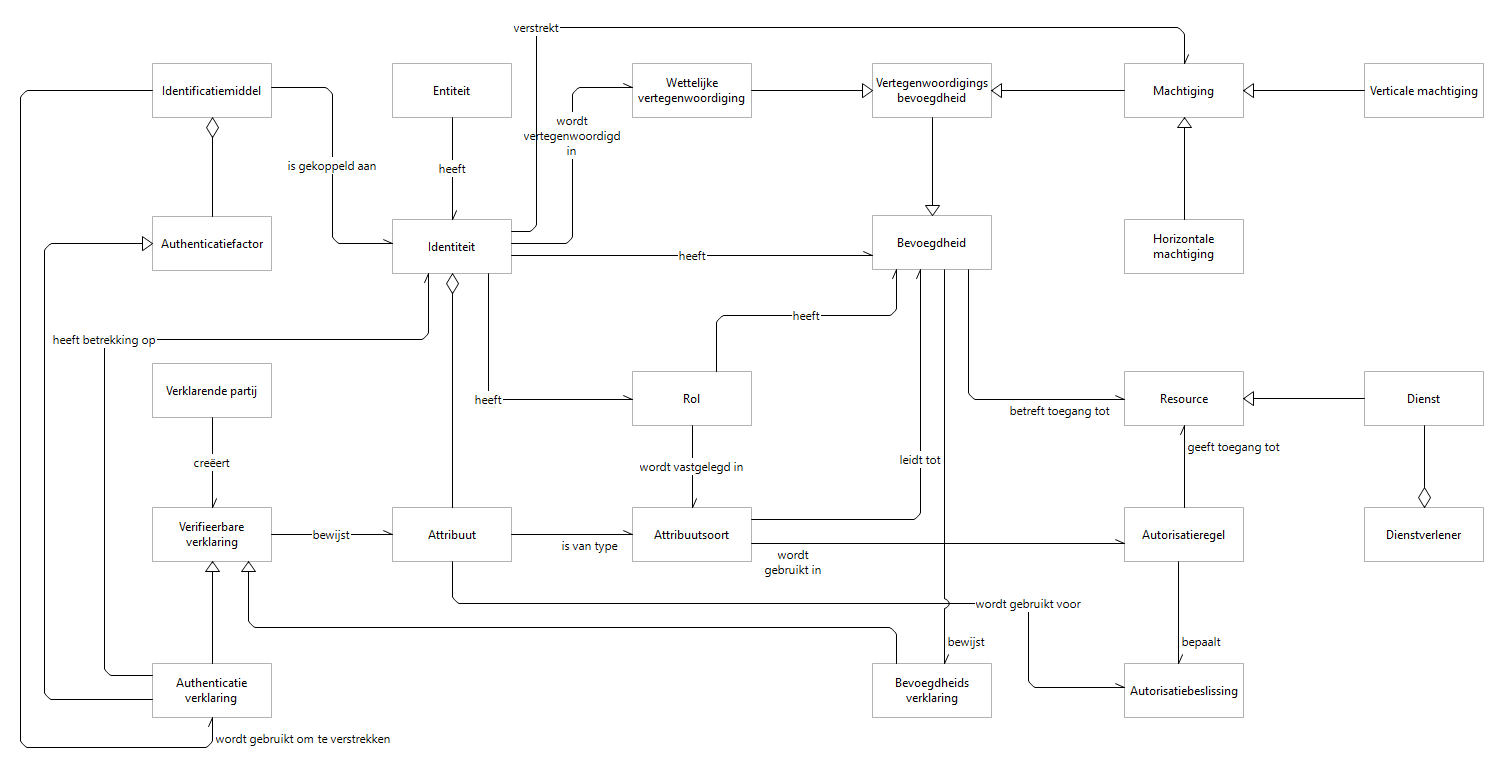 verstrekt
Identificatiemiddel
Entiteit
Wettelijke
vertegenwoordiging
Vertegenwoordigings
bevoegdheid
Machtiging
Verticale machtiging
wordt
vertegenwoordigd
in
is gekoppeld aan
heeft
Authenticatiefactor
Identiteit
Bevoegdheid
Horizontale
machtiging
heeft
heeft
heeft betrekking op
Verklarende partij
heeft
Rol
betreft toegang tot
Resource
Dienst
geeft toegang tot
creëert
wordt vastgelegd in
leidt tot
Verifieerbare
verklaring
bewijst
Attribuut
is van type
Attribuutsoort
wordt
gebruikt in
Autorisatieregel
Dienstverlener
wordt gebruikt voor
bewijst
bepaalt
Authenticatie
verklaring
Bevoegdheids
verklaring
Autorisatiebeslissing
wordt gebruikt om te verstrekken